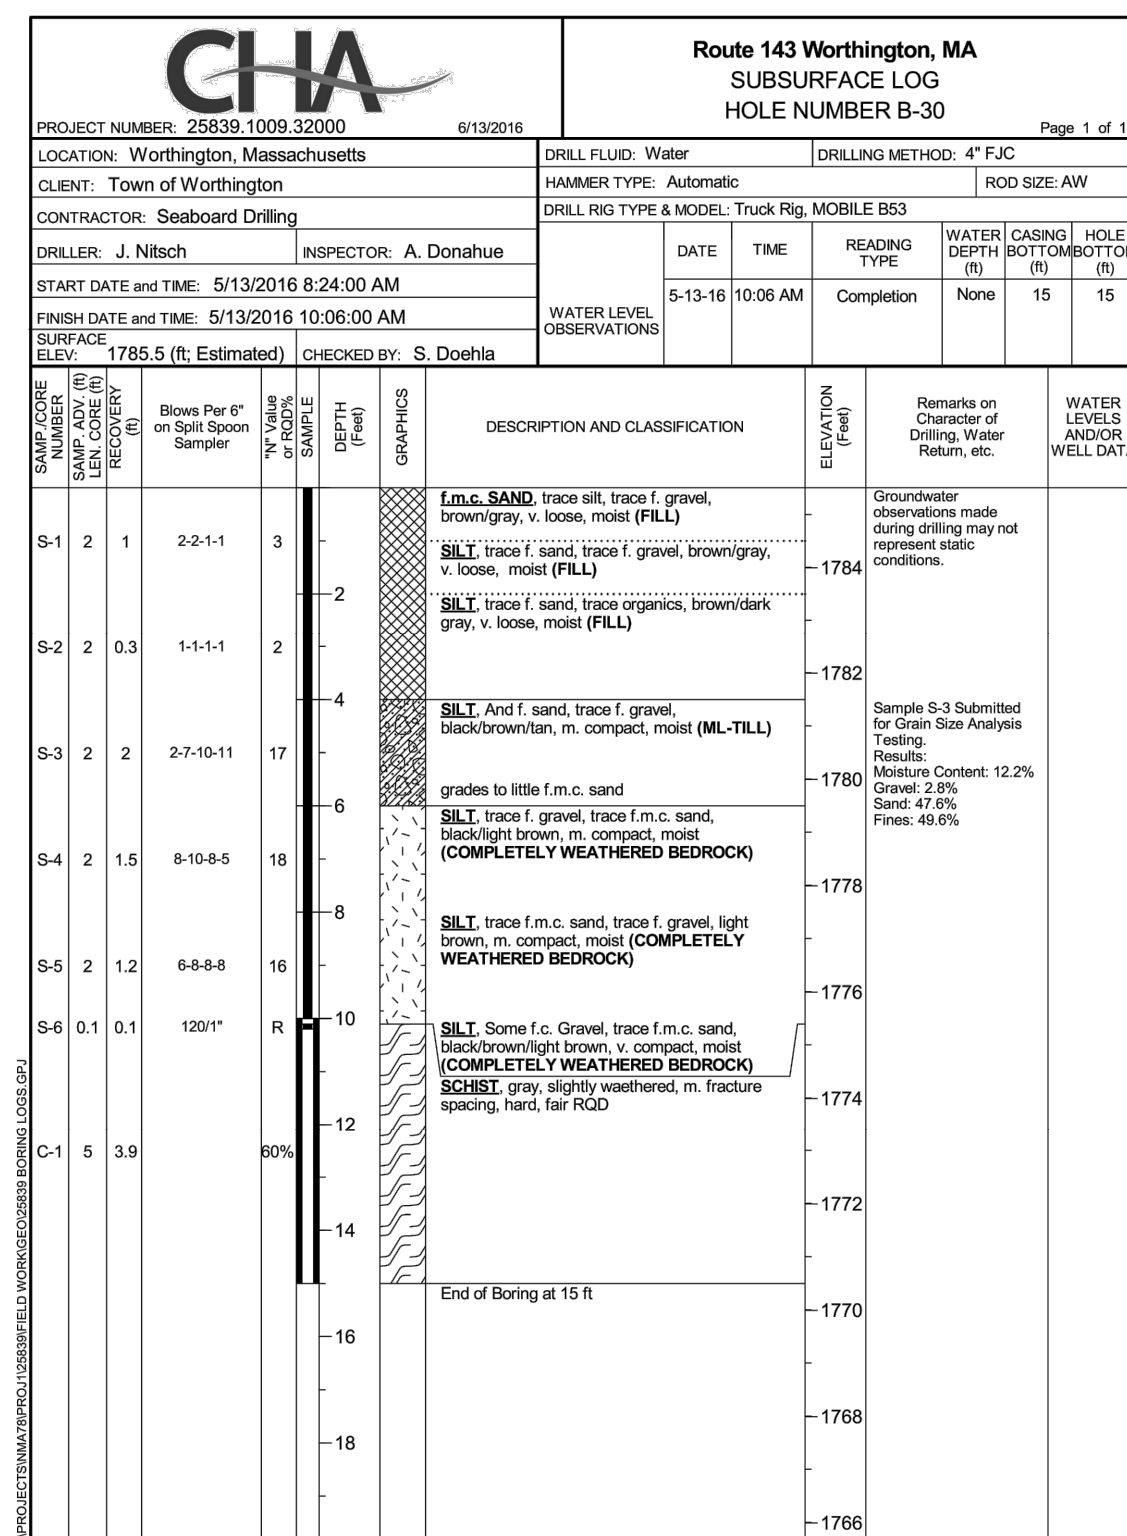 CHA
PROJECT NUMBER: 25839.1009.32000 6/13/2016
Route 143 Worthington, MA
SUBSURFACE LOG
HOLE NUMBER B-30
Page 1 of 1
LOCATION: Worthington, Massachusetts
CLIENT: Town of Worthington
CONTRACTOR: Seaboard Drilling
DRILLER: J. Nitsch INSPECTOR: A. Donahue
START DATE and TIME: 5/13/2016 8:24:00 AM
FINISH DATE and TIME: 5/13/2016 10:06:00 AM
SURFACE
ELEV: 1785.5 (ft; Estimated) CHECKED BY: S. Doehla
DRILL FLUID: Water DRILLING METHOD: 4" FJC
HAMMER TYPE: Automatic ROD SIZE: AW
DRILL RIG TYPE & MODEL: Truck Rig, MOBILE B53
WATER LEVEL
OBSERVATIONS
DATE
TIME
READING
TYPE
WATER
DEPTH
(ft)
CASING
BOTTOM
(ft)
HOLE
BOTTO
(ft)
5-13-16 10:06 AM Completion None 15 15
SAMP./CORE
NUMBER
SAMP. ADV. (ft)
LEN. CORE (ft)
RECOVERY
(ft)
Blows Per 6"
on Split Spoon
Sampler
"N" Value
or RQD%
SAMPLE
DEPTH
(Feet)
GRAPHICS
DESCRIPTION AND CLASSIFICATION
ELEVATION
(Feet)
Remarks on
Character of
Drilling, Water
Return, etc.
WATER
LEVELS
AND/OR
WELL DAT
S-1 2 1 2-2-1-1 3
S-2 2 0.3 1-1-1-1 2
S-3 2 2 2-7-10-11 17
S-4 2 1.5 8-10-8-5 18
S-5 2 1.2 6-8-8-8 16
S-6 0.1 0.1 120/1" R
C-1 5 3.9 60%
2
4
6
8
10
12
14
16
18
f.m.c. SAND, trace silt, trace f. gravel,
brown/gray, v. loose, moist (FILL)
SILT, trace f. sand, trace f. gravel, brown/gray,
v. loose, moist (FILL)
SILT, trace f. sand, trace organics, brown/dark
gray, v. loose, moist (FILL)
SILT, And f. sand, trace f. gravel,
black/brown/tan, m. compact, moist (ML-TILL)
grades to little f.m.c. sand
SILT, trace f. gravel, trace f.m.c. sand,
black/light brown, m. compact, moist
(COMPLETELY WEATHERED BEDROCK)
SILT, trace f.m.c. sand, trace f. gravel, light
brown, m. compact, moist (COMPLETELY
WEATHERED BEDROCK)
SILT, Some f.c. Gravel, trace f.m.c. sand,
black/brown/light brown, v. compact, moist
(COMPLETELY WEATHERED BEDROCK)
SCHIST, gray, slightly waethered, m. fracture
spacing, hard, fair RQD
End of Boring at 15 ft
1784
1782
1780
1778
1776
1774
1772
1770
1768
1766
Groundwater
observations made
during drilling may not
represent static
conditions.
Sample S-3 Submitted
for Grain Size Analysis
Testing.
Results:
Moisture Content: 12.2%
Gravel: 2.8%
Sand: 47.6%
Fines: 49.6%
\PROJECTS\NMA78\PROJ1\25839\FIELD WORK\GEO\25839 BORING LOGS.GPJ